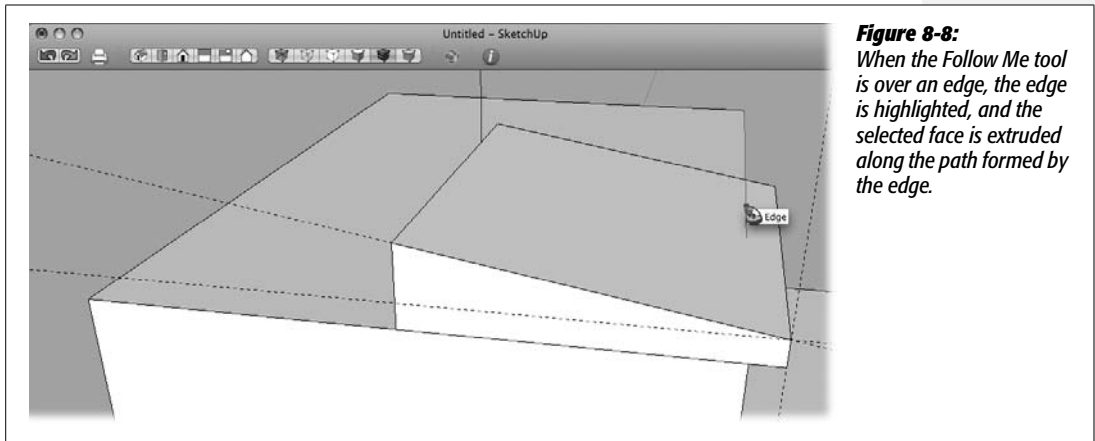 Untitled – SketchUp
Edge
Figure 8-8:
When the Follow Me tool
is over an edge, the edge
is highlighted, and the
selected face is extruded
along the path formed by
the edge.